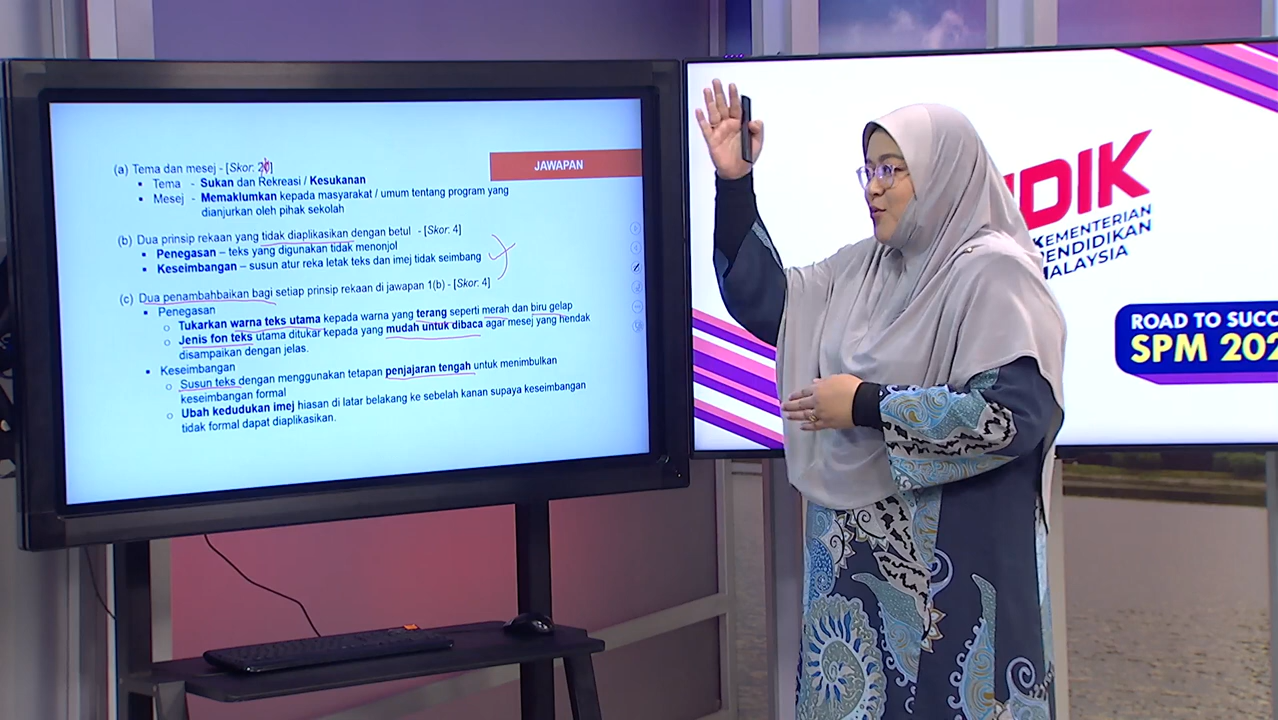 JAWAPAN
(a) Tema dan mesej - [Skor: 2]
▪ Tema - Sukan dan Rekreasi / Kesukanan
▪ Mesej - Memaklumkan kepada masyarakat / umum tentang program yang
dianjurkan oleh pihak sekolah
(b) Dua prinsip rekaan yang tidak diaplikasikan dengan betul - [Skor: 4]
▪ Penegasan – teks yang digunakan tidak menonjol
▪ Keseimbangan – susun atur reka letak teks dan imej tidak seimbang
(c) Dua penambahbaikan bagi setiap prinsip rekaan di jawapan 1(b) - [Skor: 4]
▪ Penegasan
o Tukarkan warna teks utama kepada warna yang terang seperti merah dan biru gelap
o Jenis fon teks utama ditukar kepada yang mudah untuk dibaca agar mesej yang hendak
disampaikan dengan jelas.
▪ Keseimbangan
o Susun teks dengan menggunakan tetapan penjajaran tengah untuk menimbulkan
keseimbangan formal
o Ubah kedudukan imej hiasan di latar belakang ke sebelah kanan supaya keseimbangan
tidak formal dapat diaplikasikan.
IDIK
KEMENTERIAN
ENDIDIKAN
MALAYSIA
ROAD TO SUCC
SPM 202